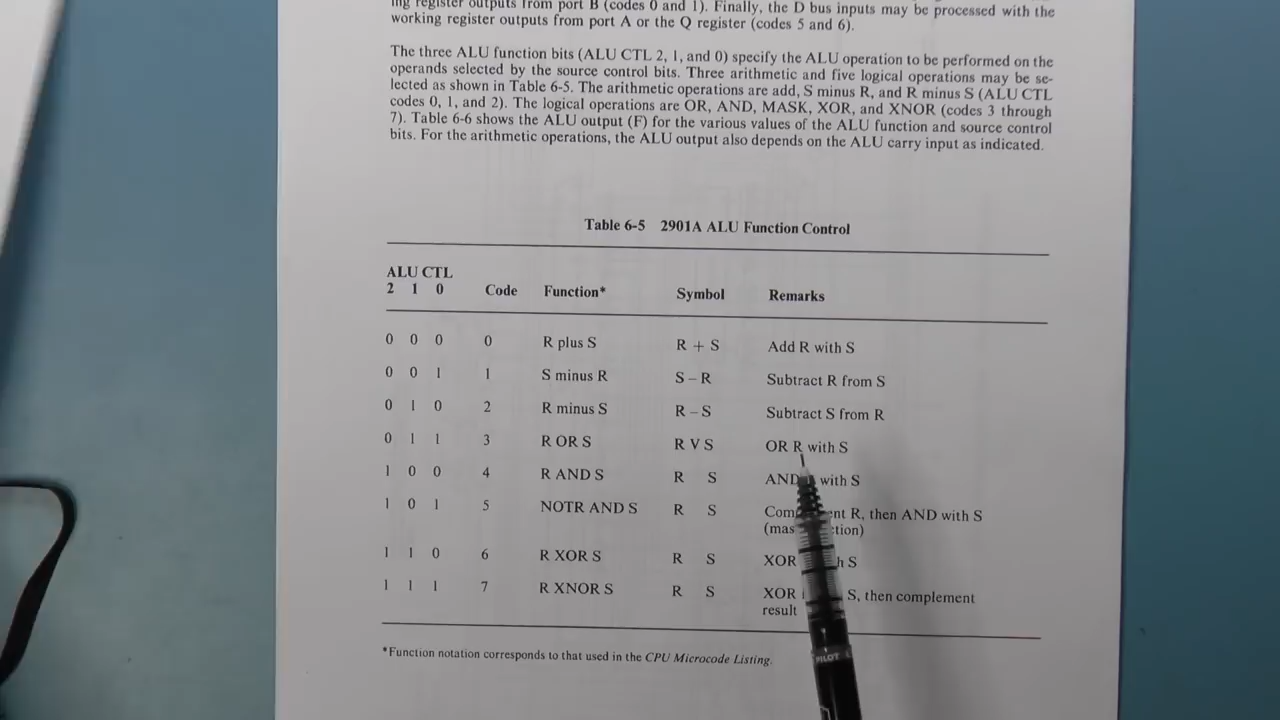 ing register outputs from port B (codes 0 and 1). Finally, the D bus inputs may be processed with the
working register outputs from port A or the Q register (codes 5 and 6).
The three ALU function bits (ALU CTL 2, 1, and 0) specify the ALU operation to be performed on the
operands selected by the source control bits. Three arithmetic and five logical operations may be se-
lected as shown in Table 6-5. The arithmetic operations are add, S minus R, and R minus S (ALU CTL
codes 0, 1, and 2). The logical operations are OR, AND, MASK, XOR, and XNOR (codes 3 through
7). Table 6-6 shows the ALU output (F) for the various values of the ALU function and source control
bits. For the arithmetic operations, the ALU output also depends on the ALU carry input as indicated.
Table 6-5 2901A ALU Function Control
ALU CTL
2 1 0 Code Function* Symbol Remarks
0 0 0 0 R plus S R + S Add R with S
0 0 1 1 S minus R S - R Subtract R from S
0 1 0 2 R minus S R - S Subtract S from R
0 1 1 3 R OR S R V S OR R with S
1 0 0 4 R AND S R S AND with S
1 0 1 5 NOTR AND S R S R, then AND with S
1 1 0 6 R XOR S R S XOR S
1 1 1 7 R XNOR S R S XOR S, then complement
result
*Function notation corresponds to that used in the CPU Microcode Listing.
PILOT